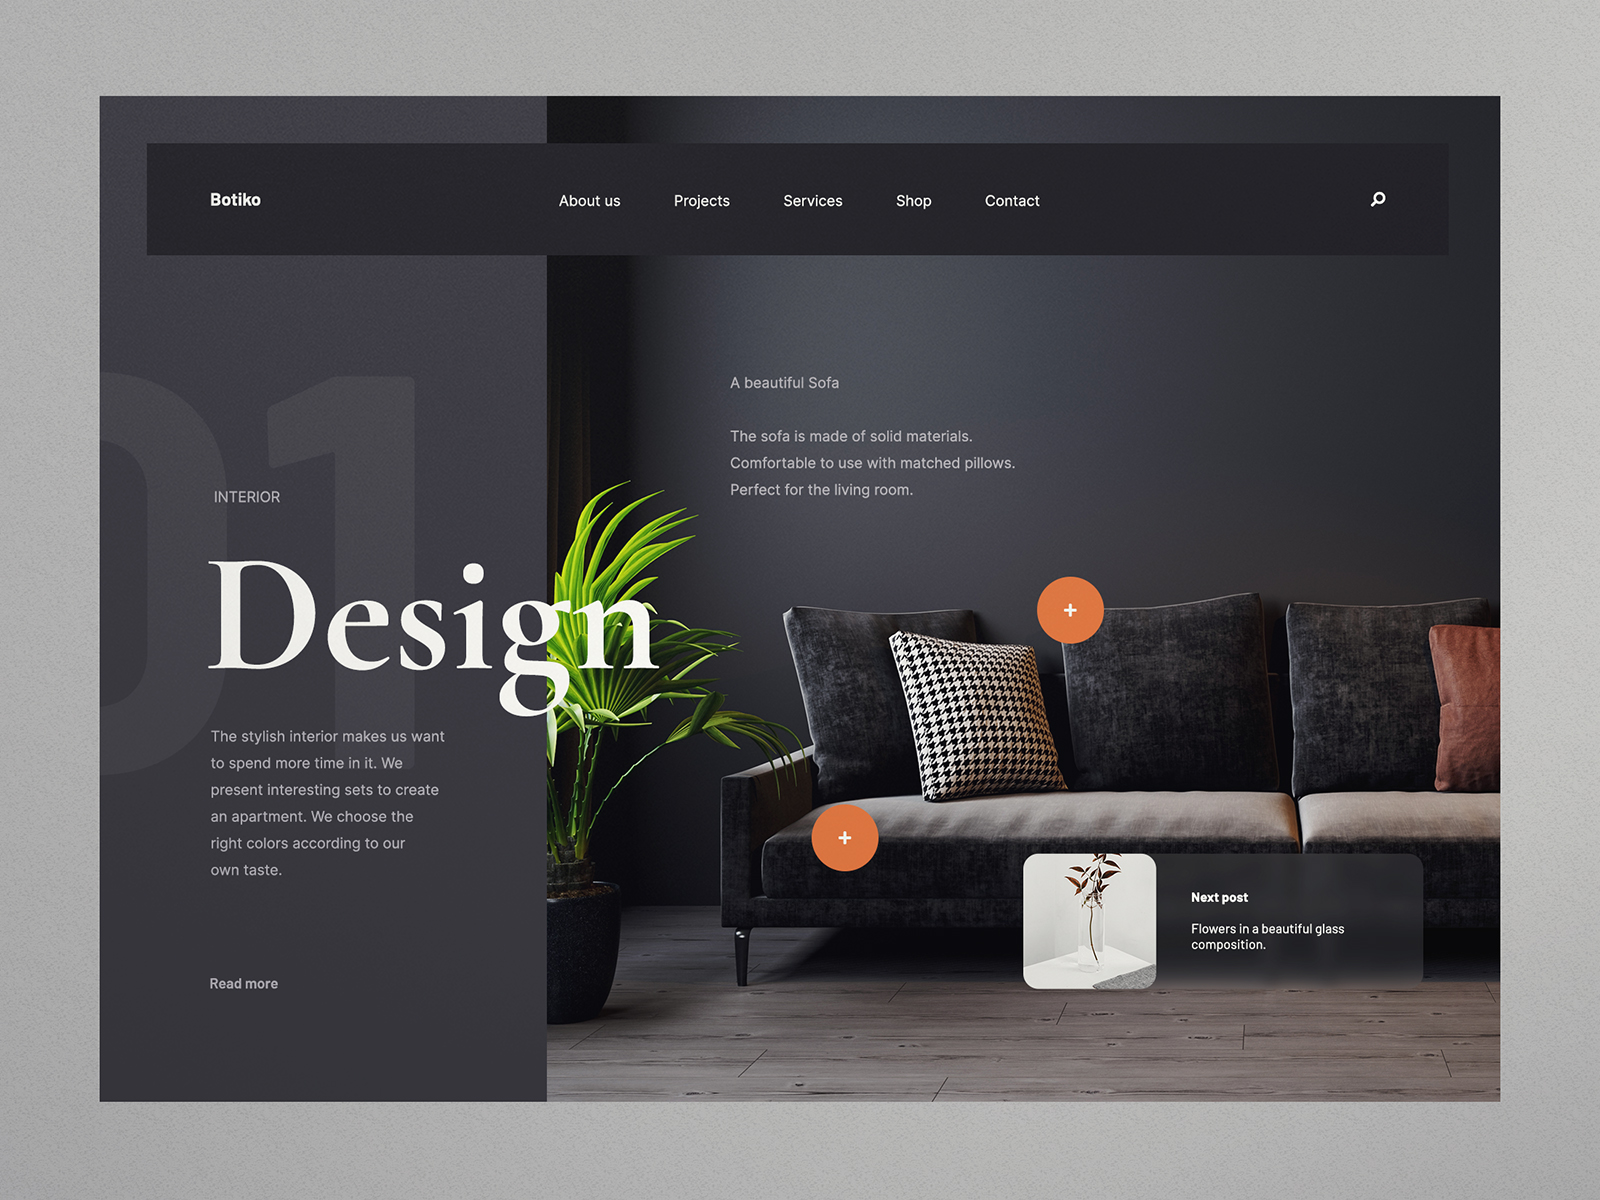 Botiko
About us
Projects
Services
Shop
Contact
01
INTERIOR
Design
The stylish interior makes us want
to spend more time in it. We
present interesting sets to create
an apartment. We choose the
right colors according to our
own taste.
Read more
A beautiful Sofa
The sofa is made of solid materials.
Comfortable to use with matched pillows.
Perfect for the living room.
+
+
Next post
Flowers in a beautiful glass
composition.